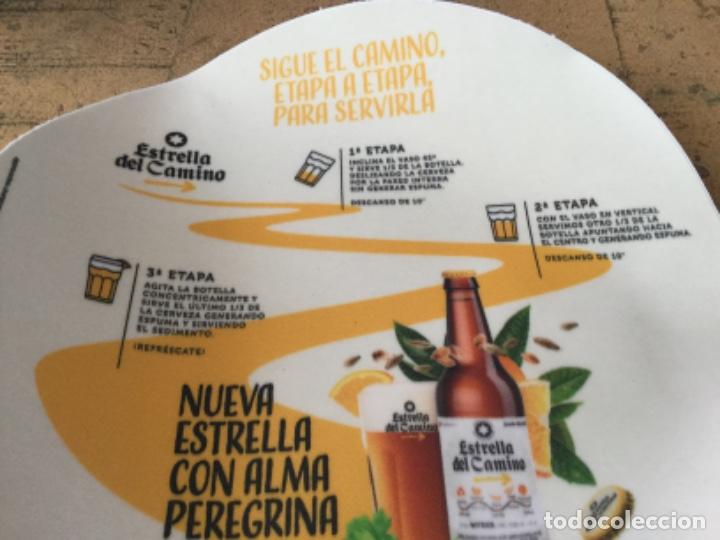 SIGUE EL CAMINO,
ETAPA A ETAPA,
PARA SERVIRLA
Estrella
del Camino
1ª ETAPA
INCLINA EL VASO 45º
Y SIRVE 1/3 DE LA BOTELLA,
DESLIZANDO LA CERVEZA
POR LA PARED INTERNA
SIN GENERAR ESPUMA.
DESCANSO DE 10"
2ª ETAPA
CON EL VASO EN VERTICAL
SERVIMOS OTRO 1/3 DE LA
BOTELLA APUNTANDO HACIA
EL CENTRO Y GENERANDO ESPUMA.
DESCANSO DE 10"
3ª ETAPA
AGITA LA BOTELLA
CONCENTRICAMENTE Y
SIRVE EL ÚLTIMO 1/3 DE
LA CERVEZA GENERANDO
ESPUMA Y SIRVIENDO
EL SEDIMENTO.
(REFRÉSCATE)
NUEVA
ESTRELLA
CON ALMA
PEREGRINA
Estrella
del Camino
Estrella
del Camino
todocoleccion
todocoleccion.net